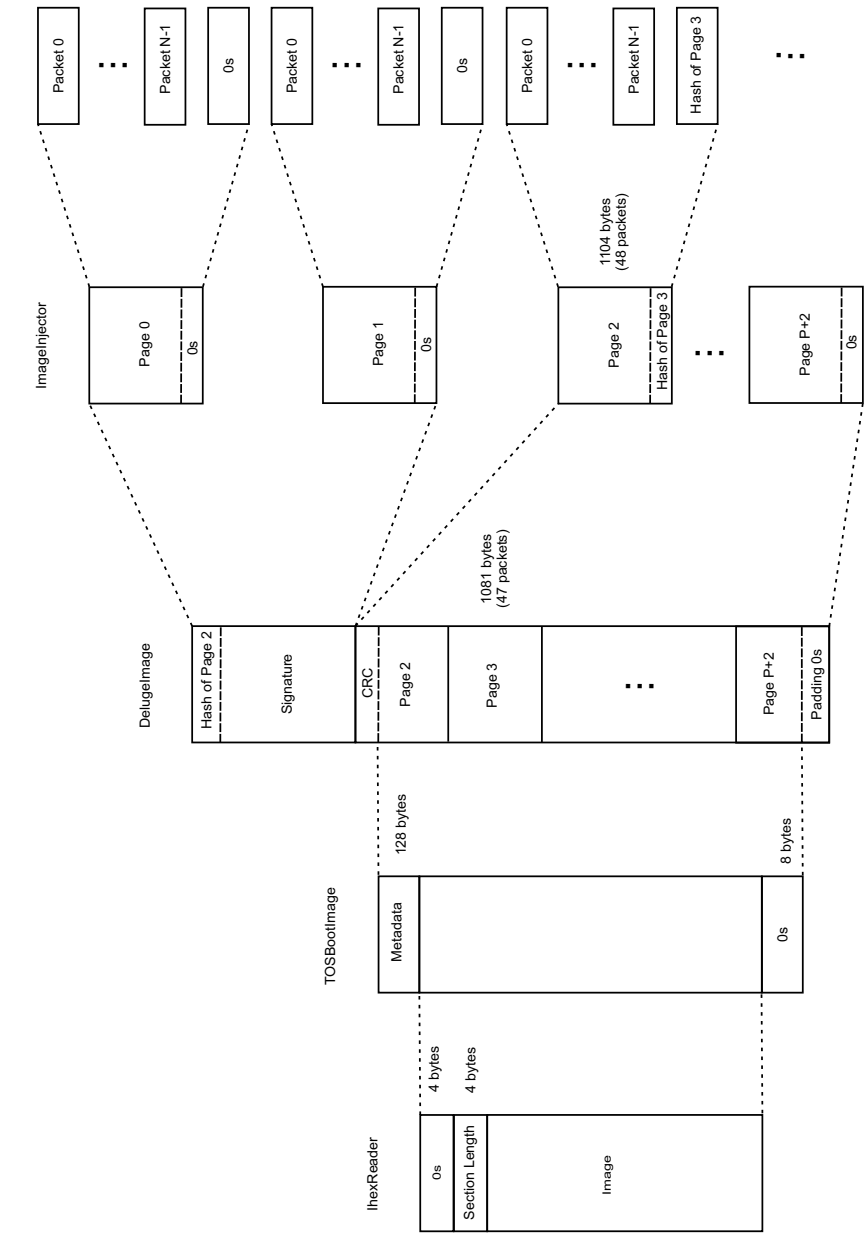 IhexReader
0s
Section Length
Image
4 bytes
4 bytes
TOSBootImage
Metadata
0s
128 bytes
8 bytes
DelugeImage
Hash of Page 2
Signature
CRC
Page 2
Page 3
...
Page P+2
Padding 0s
1081 bytes
(47 packets)
ImageInjector
Page 0
0s
Page 1
0s
Page 2
Hash of Page 3
...
Page P+2
0s
1104 bytes
(48 packets)
Packet 0
...
Packet N-1
0s
Packet 0
...
Packet N-1
0s
Packet 0
...
Packet N-1
Hash of Page 3
...